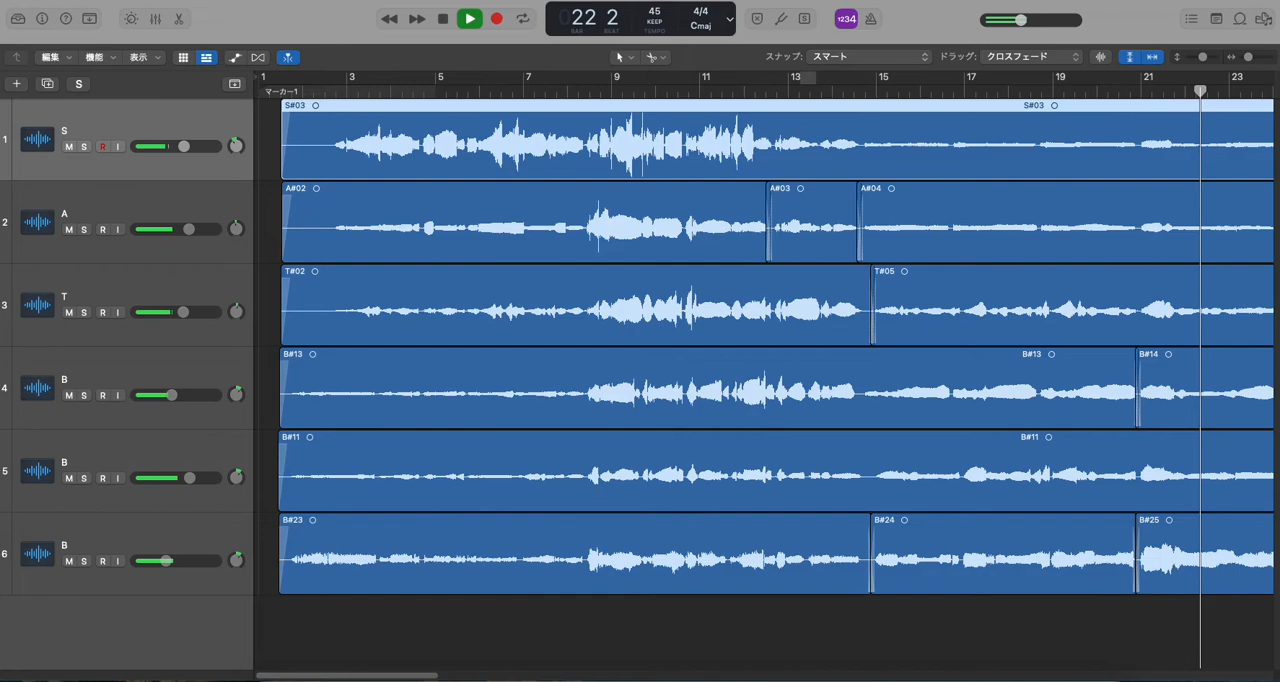 22 2
BAR BEAT
45
KEEP
TEMPO
4/4
Cmaj
S
1234
編集 機能 表示
スナップ: スマート
ドラッグ: クロスフェード
S
1 3 5 7 9 11 13 15 17 19 21 23
マーカー1
1
S
M S R I
S#03 S#03
2
A
M S R I
A#02 A#03 A#04
3
T
M S R I
T#02 T#05
4
B
M S R I
B#13 B#13 B#14
5
B
M S R I
B#11 B#11
6
B
M S R I
B#23 B#24 B#25